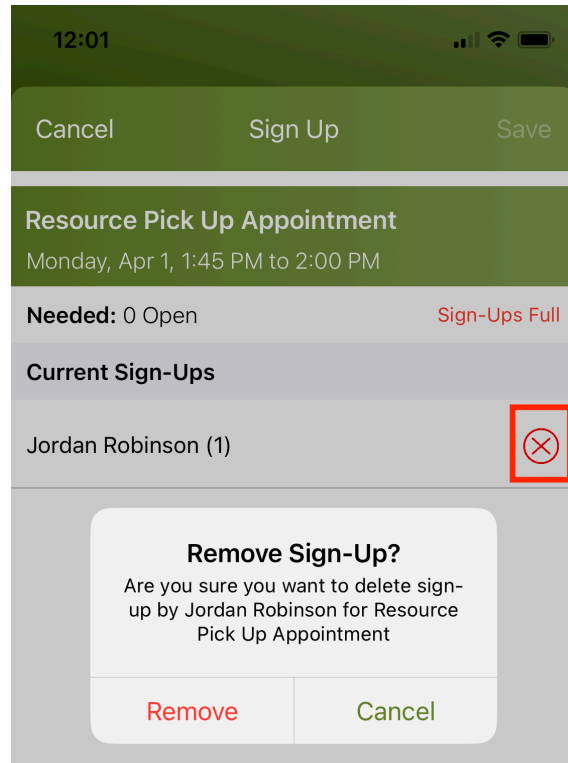 12:01
Cancel Sign Up Save
Resource Pick Up Appointment
Monday, Apr 1, 1:45 PM to 2:00 PM
Needed: 0 Open Sign-Ups Full
Current Sign-Ups
Jordan Robinson (1)
Remove Sign-Up?
Are you sure you want to delete sign-
up by Jordan Robinson for Resource
Pick Up Appointment
Remove Cancel